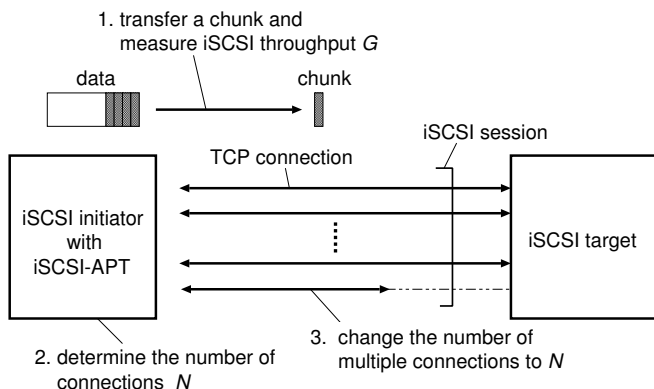 1. transfer a chunk and
measure iSCSI throughput G
data
chunk
iSCSI session
TCP connection
iSCSI initiator
with
iSCSI-APT
iSCSI target
3. change the number of
multiple connections to N
2. determine the number of
connections N